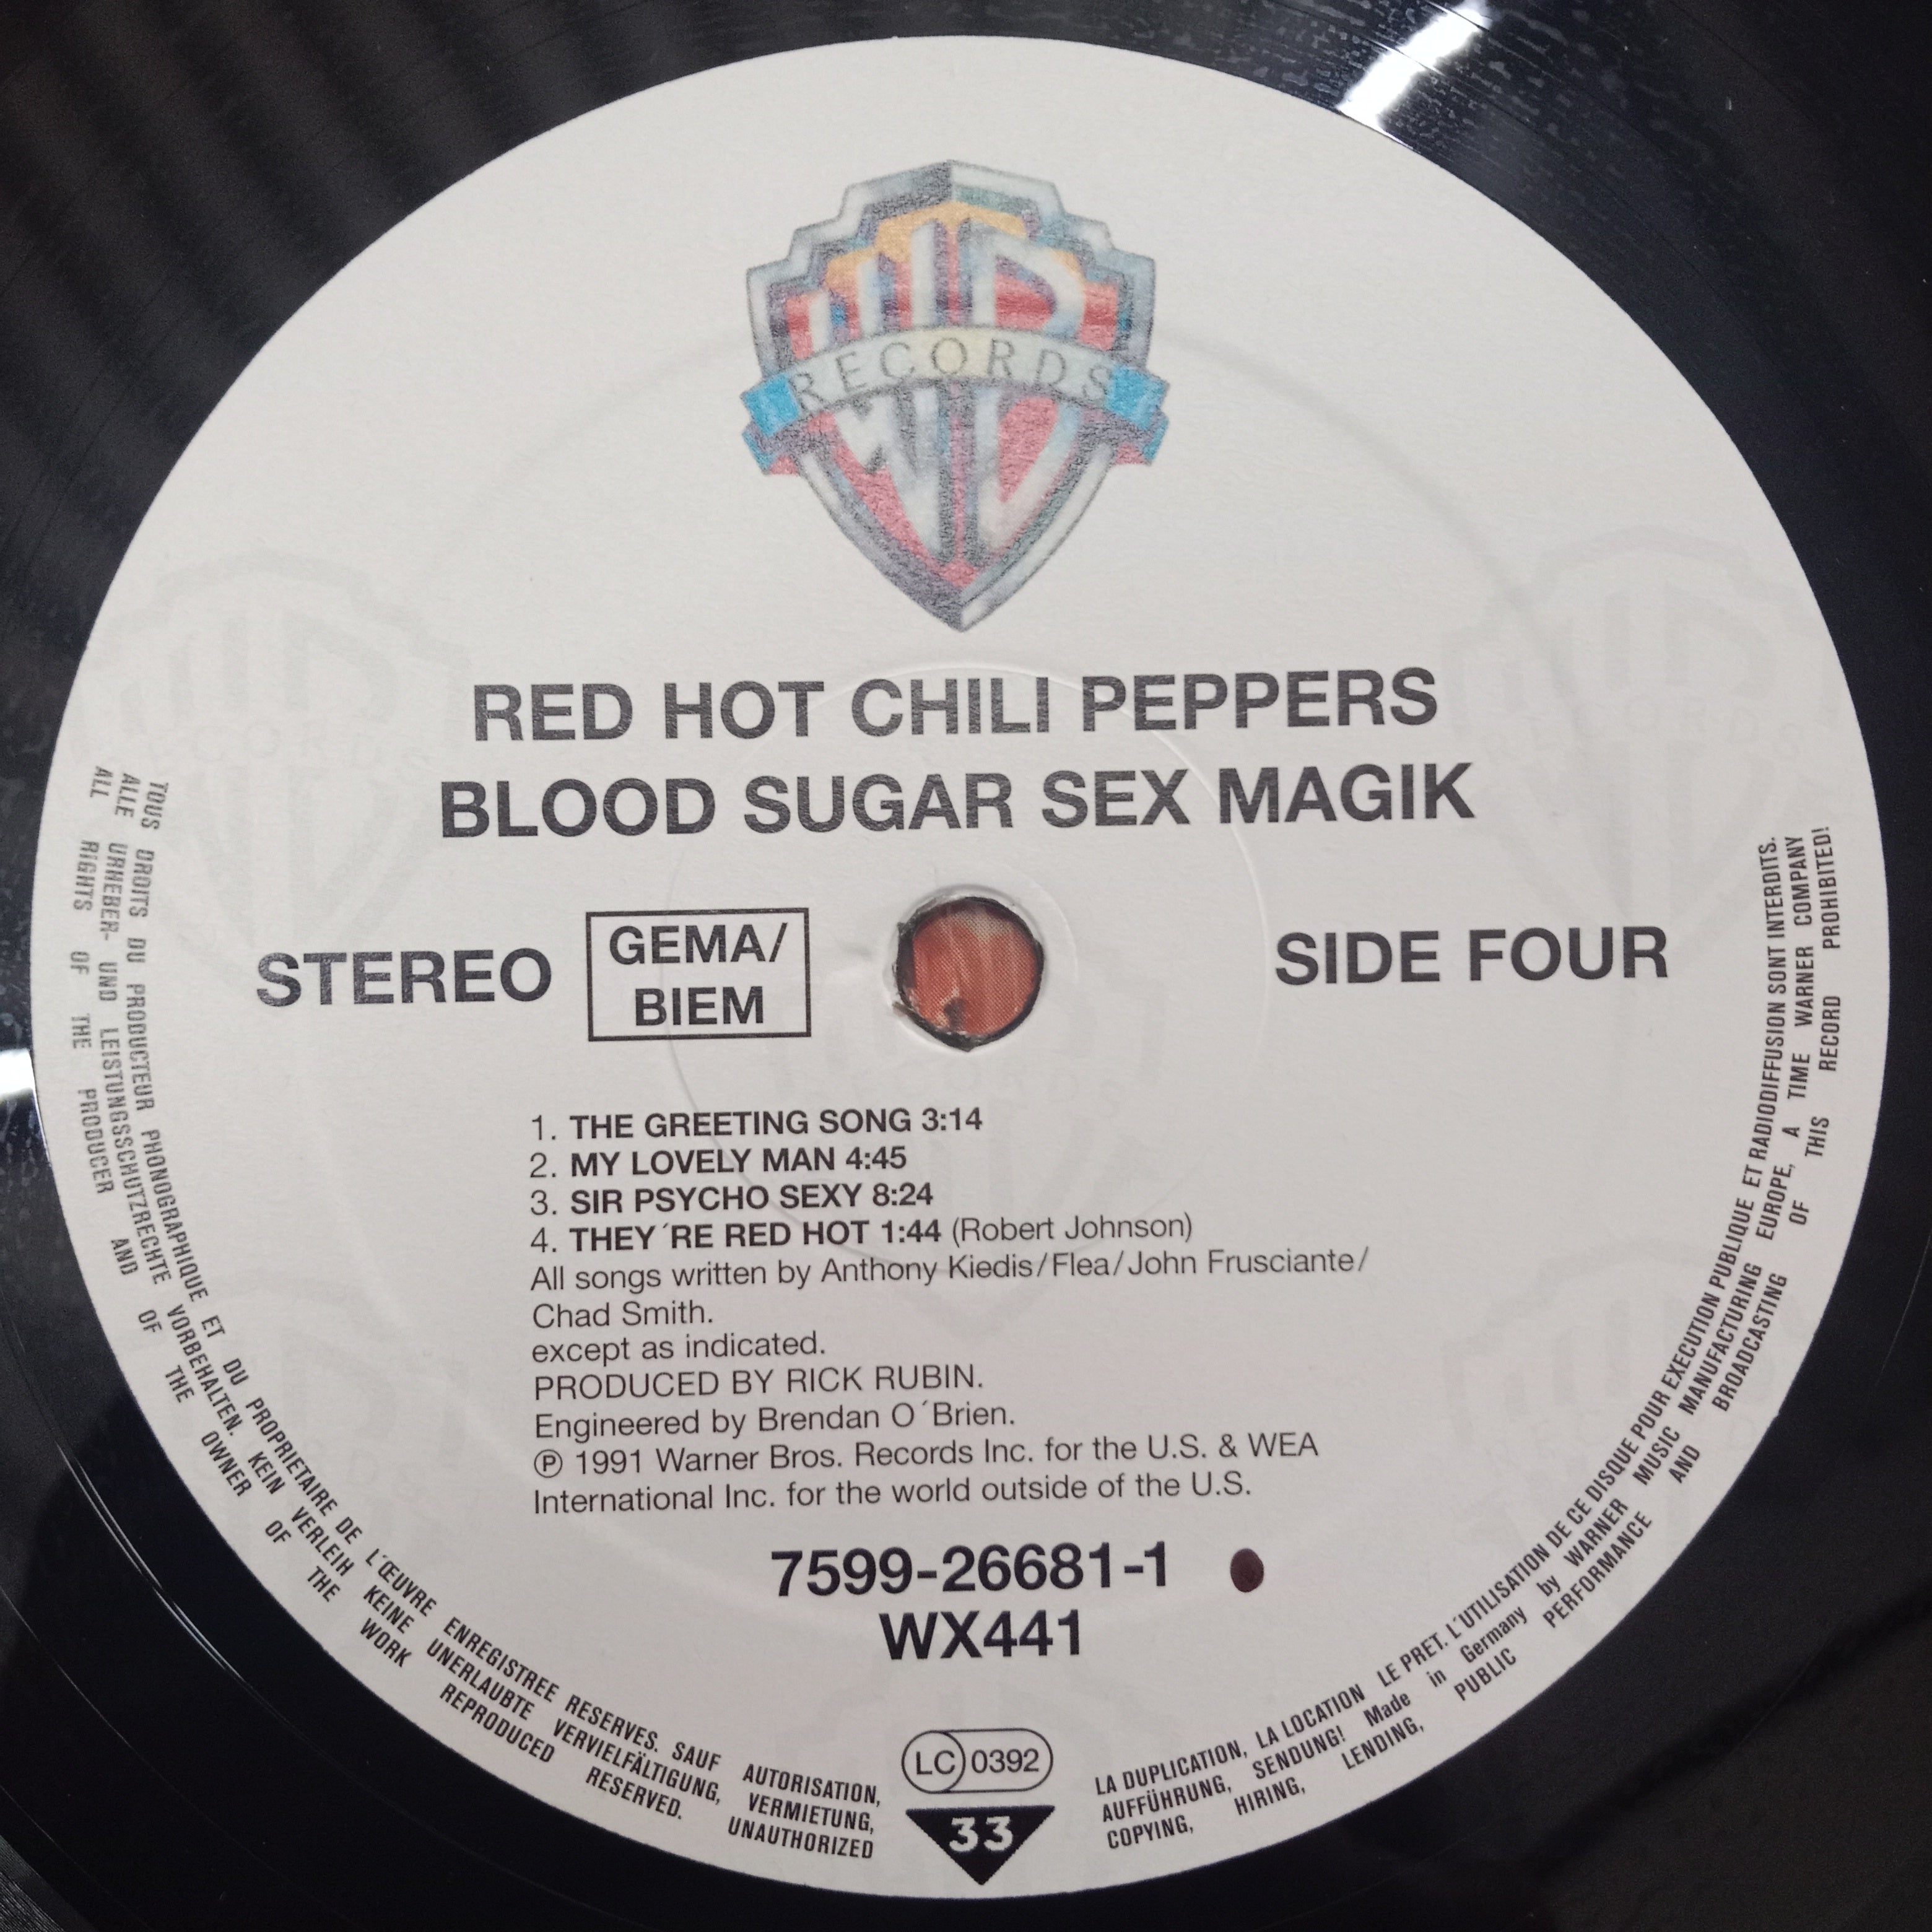 RECORDS
RED HOT CHILI PEPPERS
BLOOD SUGAR SEX MAGIK
STEREO
GEMA/
BIEM
SIDE FOUR
1. THE GREETING SONG 3:14
2. MY LOVELY MAN 4:45
3. SIR PSYCHO SEXY 8:24
4. THEY´RE RED HOT 1:44 (Robert Johnson)
All songs written by Anthony Kiedis/Flea/John Frusciante/
Chad Smith.
except as indicated.
PRODUCED BY RICK RUBIN.
Engineered by Brendan O´Brien.
℗ 1991 Warner Bros. Records Inc. for the U.S. & WEA
International Inc. for the world outside of the U.S.
7599-26681-1
WX441
LC 0392
33
TOUS DROITS DU PRODUCTEUR PHONOGRAPHIQUE ET DU PROPRIETAIRE DE L´ŒUVRE ENREGISTREE RESERVES. SAUF AUTORISATION, LA DUPLICATION, LA LOCATION LE PRET. L´UTILISATION DE CE DISQUE POUR EXECUTION PUBLIQUE ET RADIODIFFUSION SONT INTERDITS.
ALLE URHEBER- UND LEISTUNGSSCHUTZRECHTE VORBEHALTEN. KEIN VERLEIH KEINE UNERLAUBTE VERVIELFÄLTIGUNG, VERMIETUNG, AUFFÜHRUNG, SENDUNG! Made in Germany by WARNER MUSIC MANUFACTURING EUROPE, A TIME WARNER COMPANY
ALL RIGHTS OF THE PRODUCER AND OF THE OWNER OF THE WORK REPRODUCED RESERVED. UNAUTHORIZED COPYING, HIRING, LENDING, PUBLIC PERFORMANCE AND BROADCASTING OF THIS RECORD PROHIBITED!